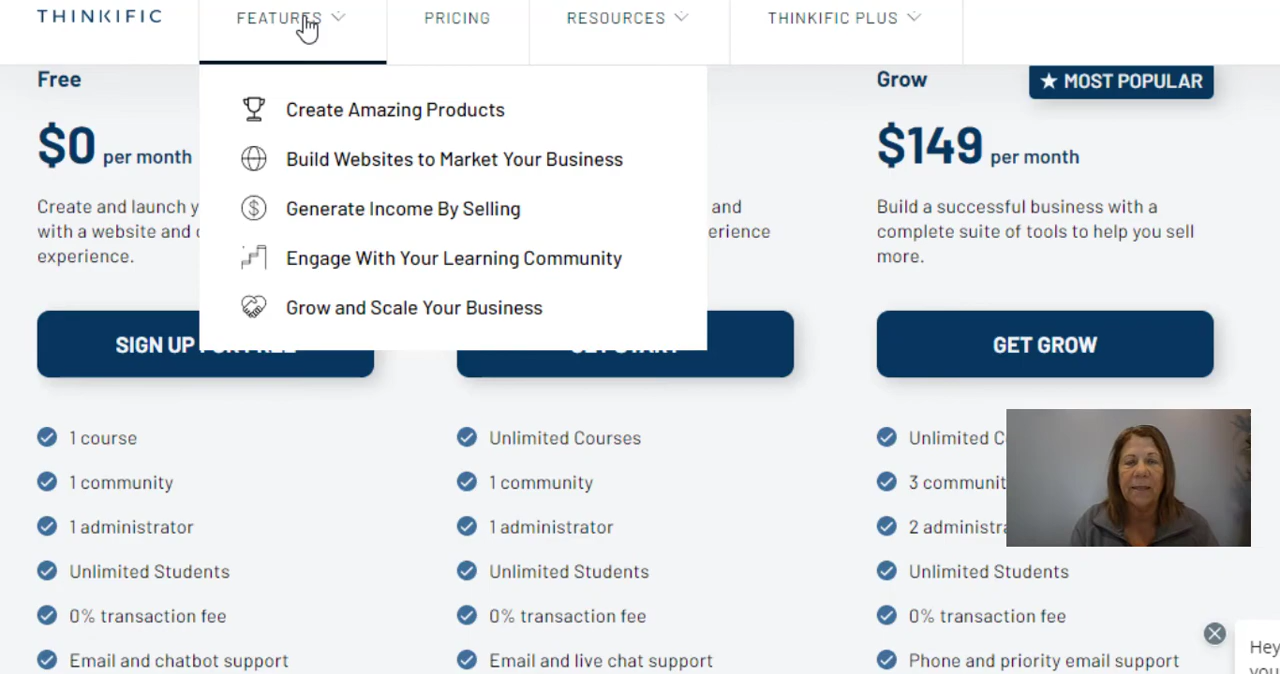 THINKIFIC
FEATURES
PRICING
RESOURCES
THINKIFIC PLUS
Create Amazing Products
Build Websites to Market Your Business
Generate Income By Selling
Engage With Your Learning Community
Grow and Scale Your Business
Free
$0 per month
Create and launch
with a website and
experience.
SIGN UP
1 course
1 community
1 administrator
Unlimited Students
0% transaction fee
Email and chatbot support
and
Unlimited Courses
1 community
1 administrator
Unlimited Students
0% transaction fee
Email and live chat support
Grow
★ MOST POPULAR
$149 per month
Build a successful business with a
complete suite of tools to help you sell
more.
GET GROW
Unlimited
3
2
Unlimited Students
0% transaction fee
Phone and priority email support
Hey